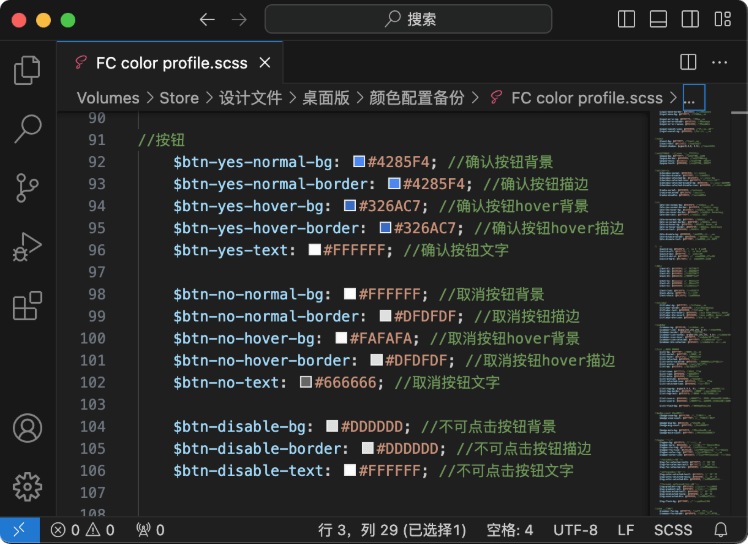 搜索
FC color profile.scss
Volumes > Store > 设计文件 > 桌面版 > 颜色配置备份 > FC color profile.scss > ...
90
91 //按钮
92 $btn-yes-normal-bg: #4285F4; //确认按钮背景
93 $btn-yes-normal-border: #4285F4; //确认按钮描边
94 $btn-yes-hover-bg: #326AC7; //确认按钮hover背景
95 $btn-yes-hover-border: #326AC7; //确认按钮hover描边
96 $btn-yes-text: #FFFFFF; //确认按钮文字
97
98 $btn-no-normal-bg: #FFFFFF; //取消按钮背景
99 $btn-no-normal-border: #DFDFDF; //取消按钮描边
100 $btn-no-hover-bg: #FAFAFA; //取消按钮hover背景
101 $btn-no-hover-border: #DFDFDF; //取消按钮hover描边
102 $btn-no-text: #666666; //取消按钮文字
103
104 $btn-disable-bg: #DDDDDD; //不可点击按钮背景
105 $btn-disable-border: #DDDDDD; //不可点击按钮描边
106 $btn-disable-text: #FFFFFF; //不可点击按钮文字
107
108
0 0 0 行 3，列 29 (已选择1) 空格: 4 UTF-8 LF SCSS